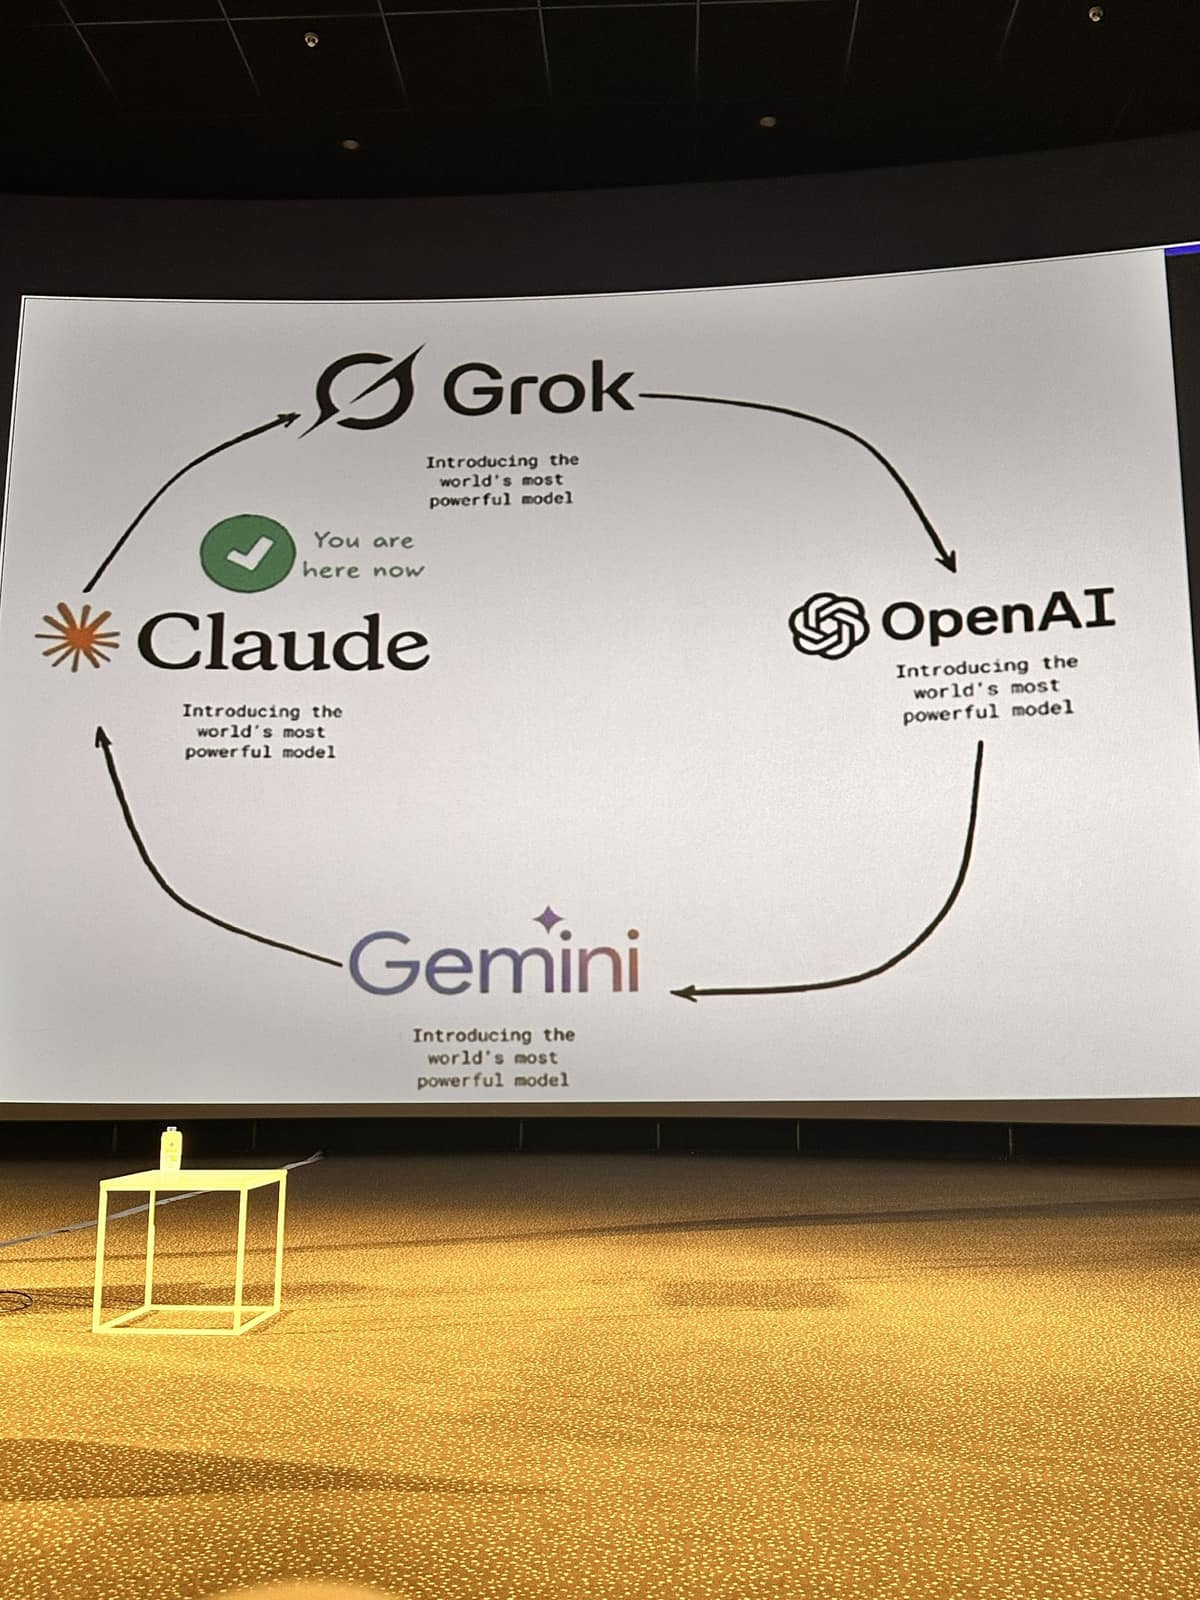 Grok
Introducing the
world's most
powerful model
You are
here now
Claude
Introducing the
world's most
powerful model
OpenAI
Introducing the
world's most
powerful model
Gemini
Introducing the
world's most
powerful model